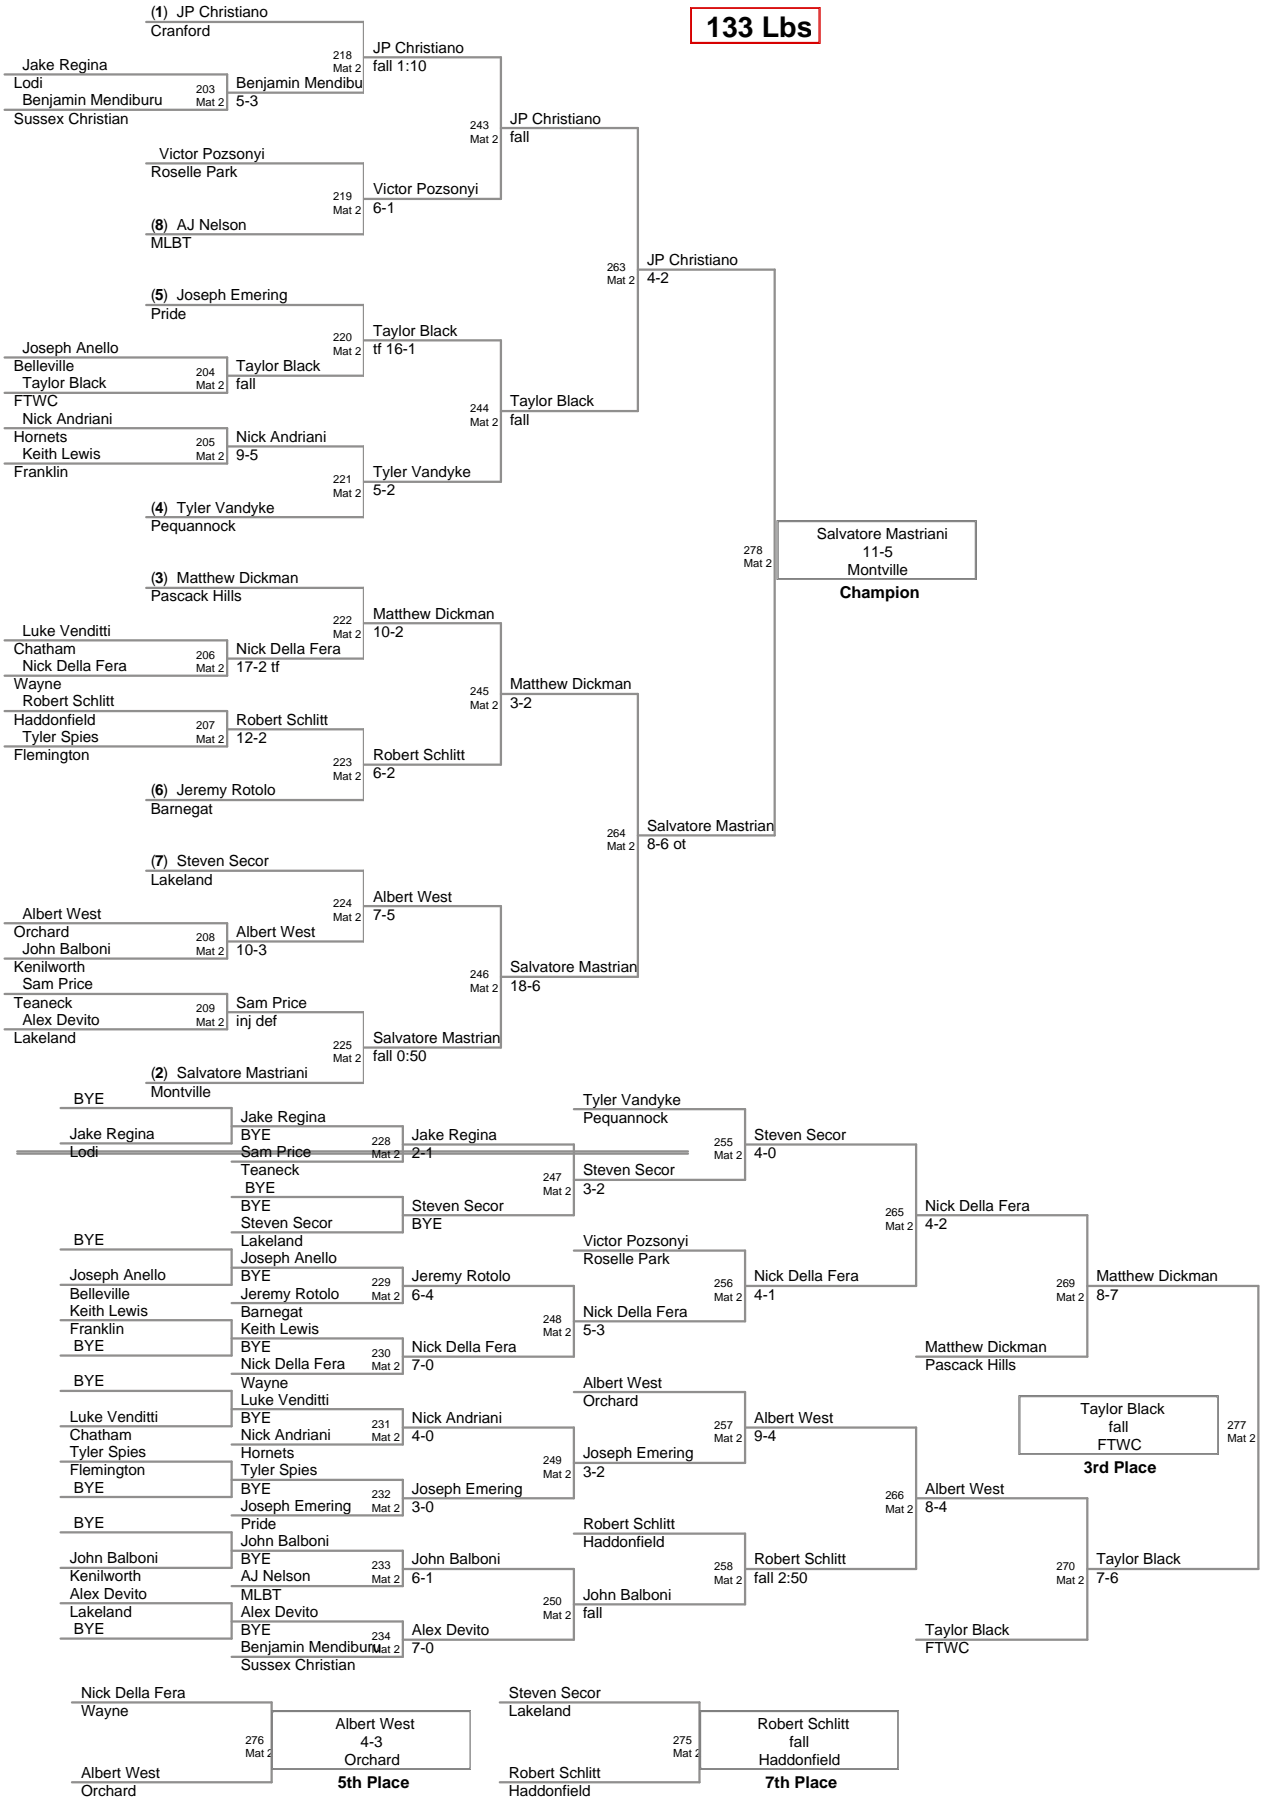 133 Lbs
(1) JP Christiano
Cranford
218
Mat 2
JP Christiano
fall 1:10
Jake Regina
Lodi
203
Mat 2
Benjamin Mendibu
5-3
Benjamin Mendiburu
Sussex Christian
243
Mat 2
JP Christiano
fall
Victor Pozsonyi
Roselle Park
219
Mat 2
Victor Pozsonyi
6-1
(8) AJ Nelson
MLBT
263
Mat 2
JP Christiano
4-2
(5) Joseph Emering
Pride
220
Mat 2
Taylor Black
tf 16-1
Joseph Anello
Belleville
204
Mat 2
Taylor Black
fall
Taylor Black
FTWC
244
Mat 2
Taylor Black
fall
Nick Andriani
Hornets
205
Mat 2
Nick Andriani
9-5
Keith Lewis
Franklin
221
Mat 2
Tyler Vandyke
5-2
(4) Tyler Vandyke
Pequannock
278
Mat 2
Salvatore Mastriani
11-5
Montville
Champion
(3) Matthew Dickman
Pascack Hills
222
Mat 2
Matthew Dickman
10-2
Luke Venditti
Chatham
206
Mat 2
Nick Della Fera
17-2 tf
Nick Della Fera
Wayne
245
Mat 2
Matthew Dickman
3-2
Robert Schlitt
Haddonfield
207
Mat 2
Robert Schlitt
12-2
Tyler Spies
Flemington
223
Mat 2
Robert Schlitt
6-2
(6) Jeremy Rotolo
Barnegat
264
Mat 2
Salvatore Mastrian
8-6 ot
(7) Steven Secor
Lakeland
224
Mat 2
Albert West
7-5
Albert West
Orchard
208
Mat 2
Albert West
10-3
John Balboni
Kenilworth
246
Mat 2
Salvatore Mastrian
18-6
Sam Price
Teaneck
209
Mat 2
Sam Price
inj def
Alex Devito
Lakeland
225
Mat 2
Salvatore Mastrian
fall 0:50
(2) Salvatore Mastriani
Montville
BYE
Jake Regina
Lodi
Jake Regina
BYE
Sam Price
Teaneck
228
Mat 2
Jake Regina
2-1
BYE
BYE
Steven Secor
Lakeland
Steven Secor
BYE
247
Mat 2
Steven Secor
3-2
Tyler Vandyke
Pequannock
255
Mat 2
Steven Secor
4-0
BYE
Joseph Anello
Belleville
Joseph Anello
BYE
Jeremy Rotolo
Barnegat
229
Mat 2
Jeremy Rotolo
6-4
Keith Lewis
Franklin
BYE
Keith Lewis
BYE
Nick Della Fera
Wayne
230
Mat 2
Nick Della Fera
7-0
248
Mat 2
Nick Della Fera
5-3
Victor Pozsonyi
Roselle Park
256
Mat 2
Nick Della Fera
4-1
265
Mat 2
Nick Della Fera
4-2
Matthew Dickman
Pascack Hills
269
Mat 2
Matthew Dickman
8-7
BYE
Luke Venditti
Chatham
Luke Venditti
BYE
Nick Andriani
Hornets
231
Mat 2
Nick Andriani
4-0
Tyler Spies
Flemington
BYE
Tyler Spies
BYE
Joseph Emering
Pride
232
Mat 2
Joseph Emering
3-0
249
Mat 2
Joseph Emering
3-2
Albert West
Orchard
257
Mat 2
Albert West
9-4
Taylor Black
fall
FTWC
3rd Place
277
Mat 2
BYE
John Balboni
Kenilworth
John Balboni
BYE
AJ Nelson
MLBT
233
Mat 2
John Balboni
6-1
Alex Devito
Lakeland
BYE
Alex Devito
BYE
Benjamin Mendiburu
Sussex Christian
234
Mat 2
Alex Devito
7-0
250
Mat 2
John Balboni
fall
Robert Schlitt
Haddonfield
258
Mat 2
Robert Schlitt
fall 2:50
266
Mat 2
Albert West
8-4
Taylor Black
FTWC
270
Mat 2
Taylor Black
7-6
Nick Della Fera
Wayne
276
Mat 2
Albert West
Orchard
Albert West
4-3
Orchard
5th Place
Steven Secor
Lakeland
275
Mat 2
Robert Schlitt
Haddonfield
Robert Schlitt
fall
Haddonfield
7th Place